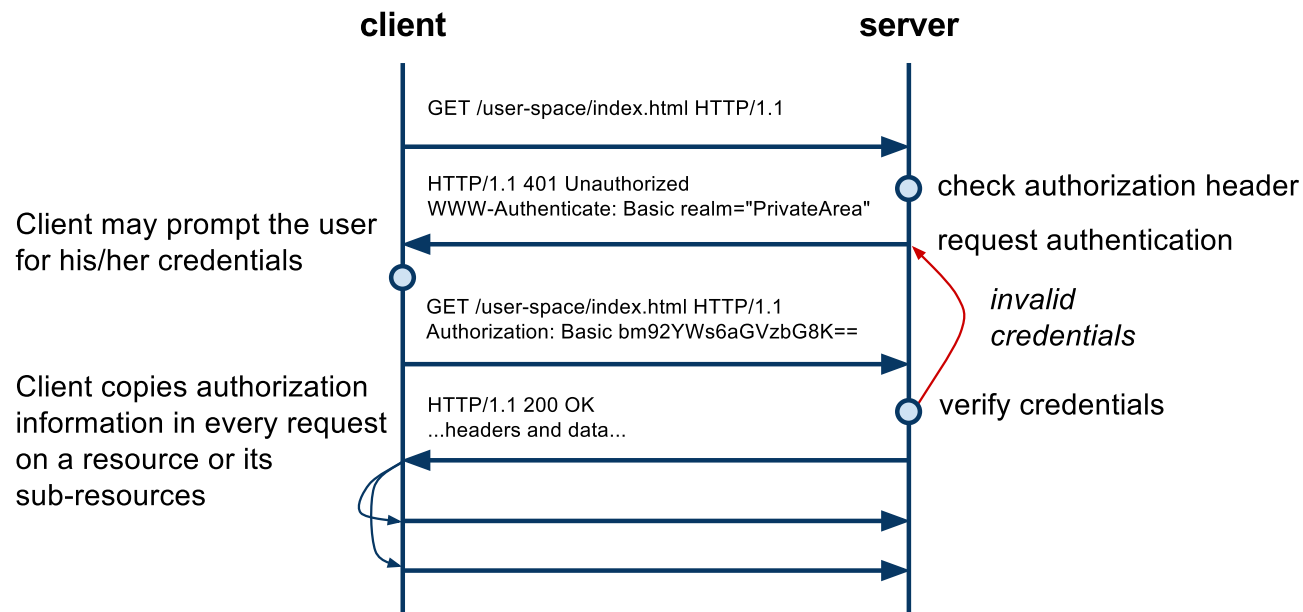 client
server
GET /user-space/index.html HTTP/1.1
HTTP/1.1 401 Unauthorized
WWW-Authenticate: Basic realm="PrivateArea"
check authorization header
request authentication
Client may prompt the user
for his/her credentials
GET /user-space/index.html HTTP/1.1
Authorization: Basic bm92YWs6aGVzbG8K==
invalid
credentials
Client copies authorization
information in every request
on a resource or its
sub-resources
HTTP/1.1 200 OK
...headers and data...
verify credentials